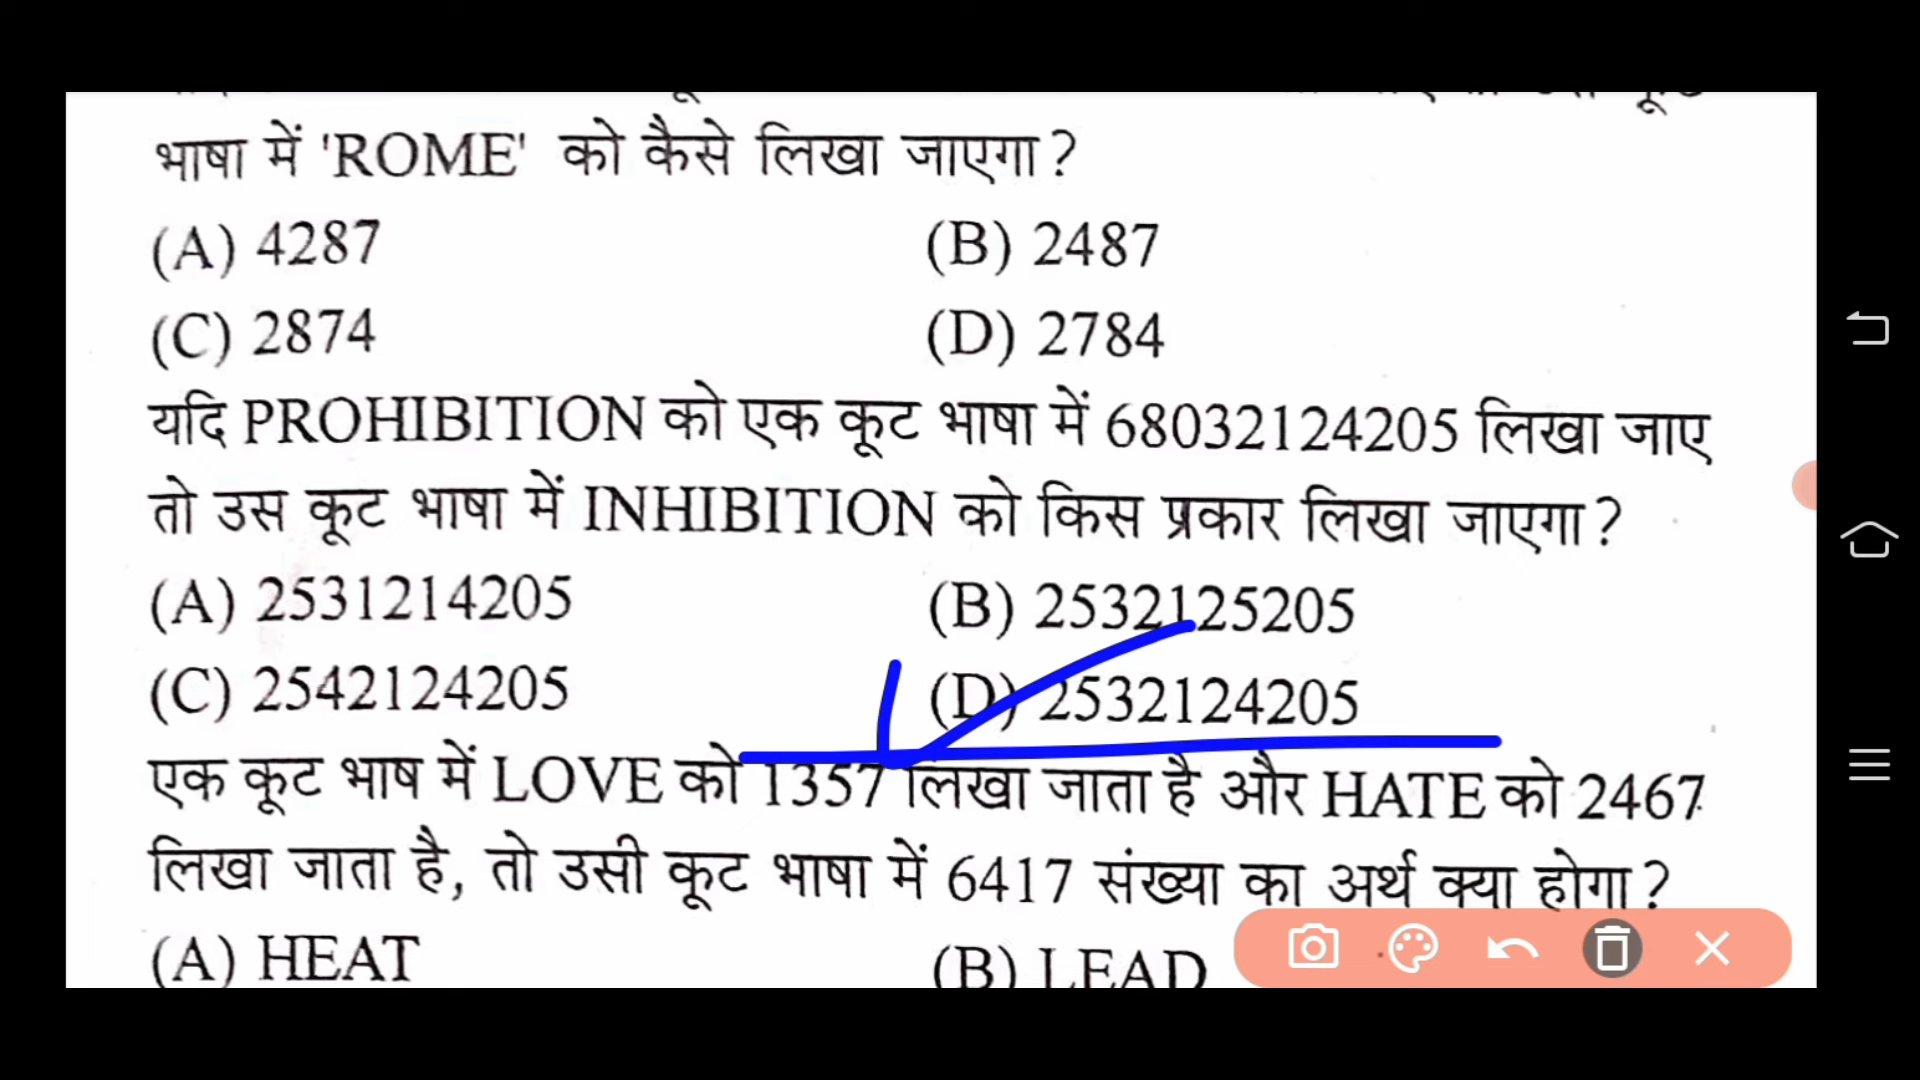 भाषा में 'ROME' को कैसे लिखा जाएगा?
(A) 4287 (B) 2487
(C) 2874 (D) 2784
यदि PROHIBITION को एक कूट भाषा में 68032124205 लिखा जाए
तो उस कूट भाषा में INHIBITION को किस प्रकार लिखा जाएगा?
(A) 2531214205 (B) 2532125205
(C) 2542124205 (D) 2532124205
एक कूट भाष में LOVE को 1357 लिखा जाता है और HATE को 2467
लिखा जाता है, तो उसी कूट भाषा में 6417 संख्या का अर्थ क्या होगा?
(A) HEAT (B) LEAD